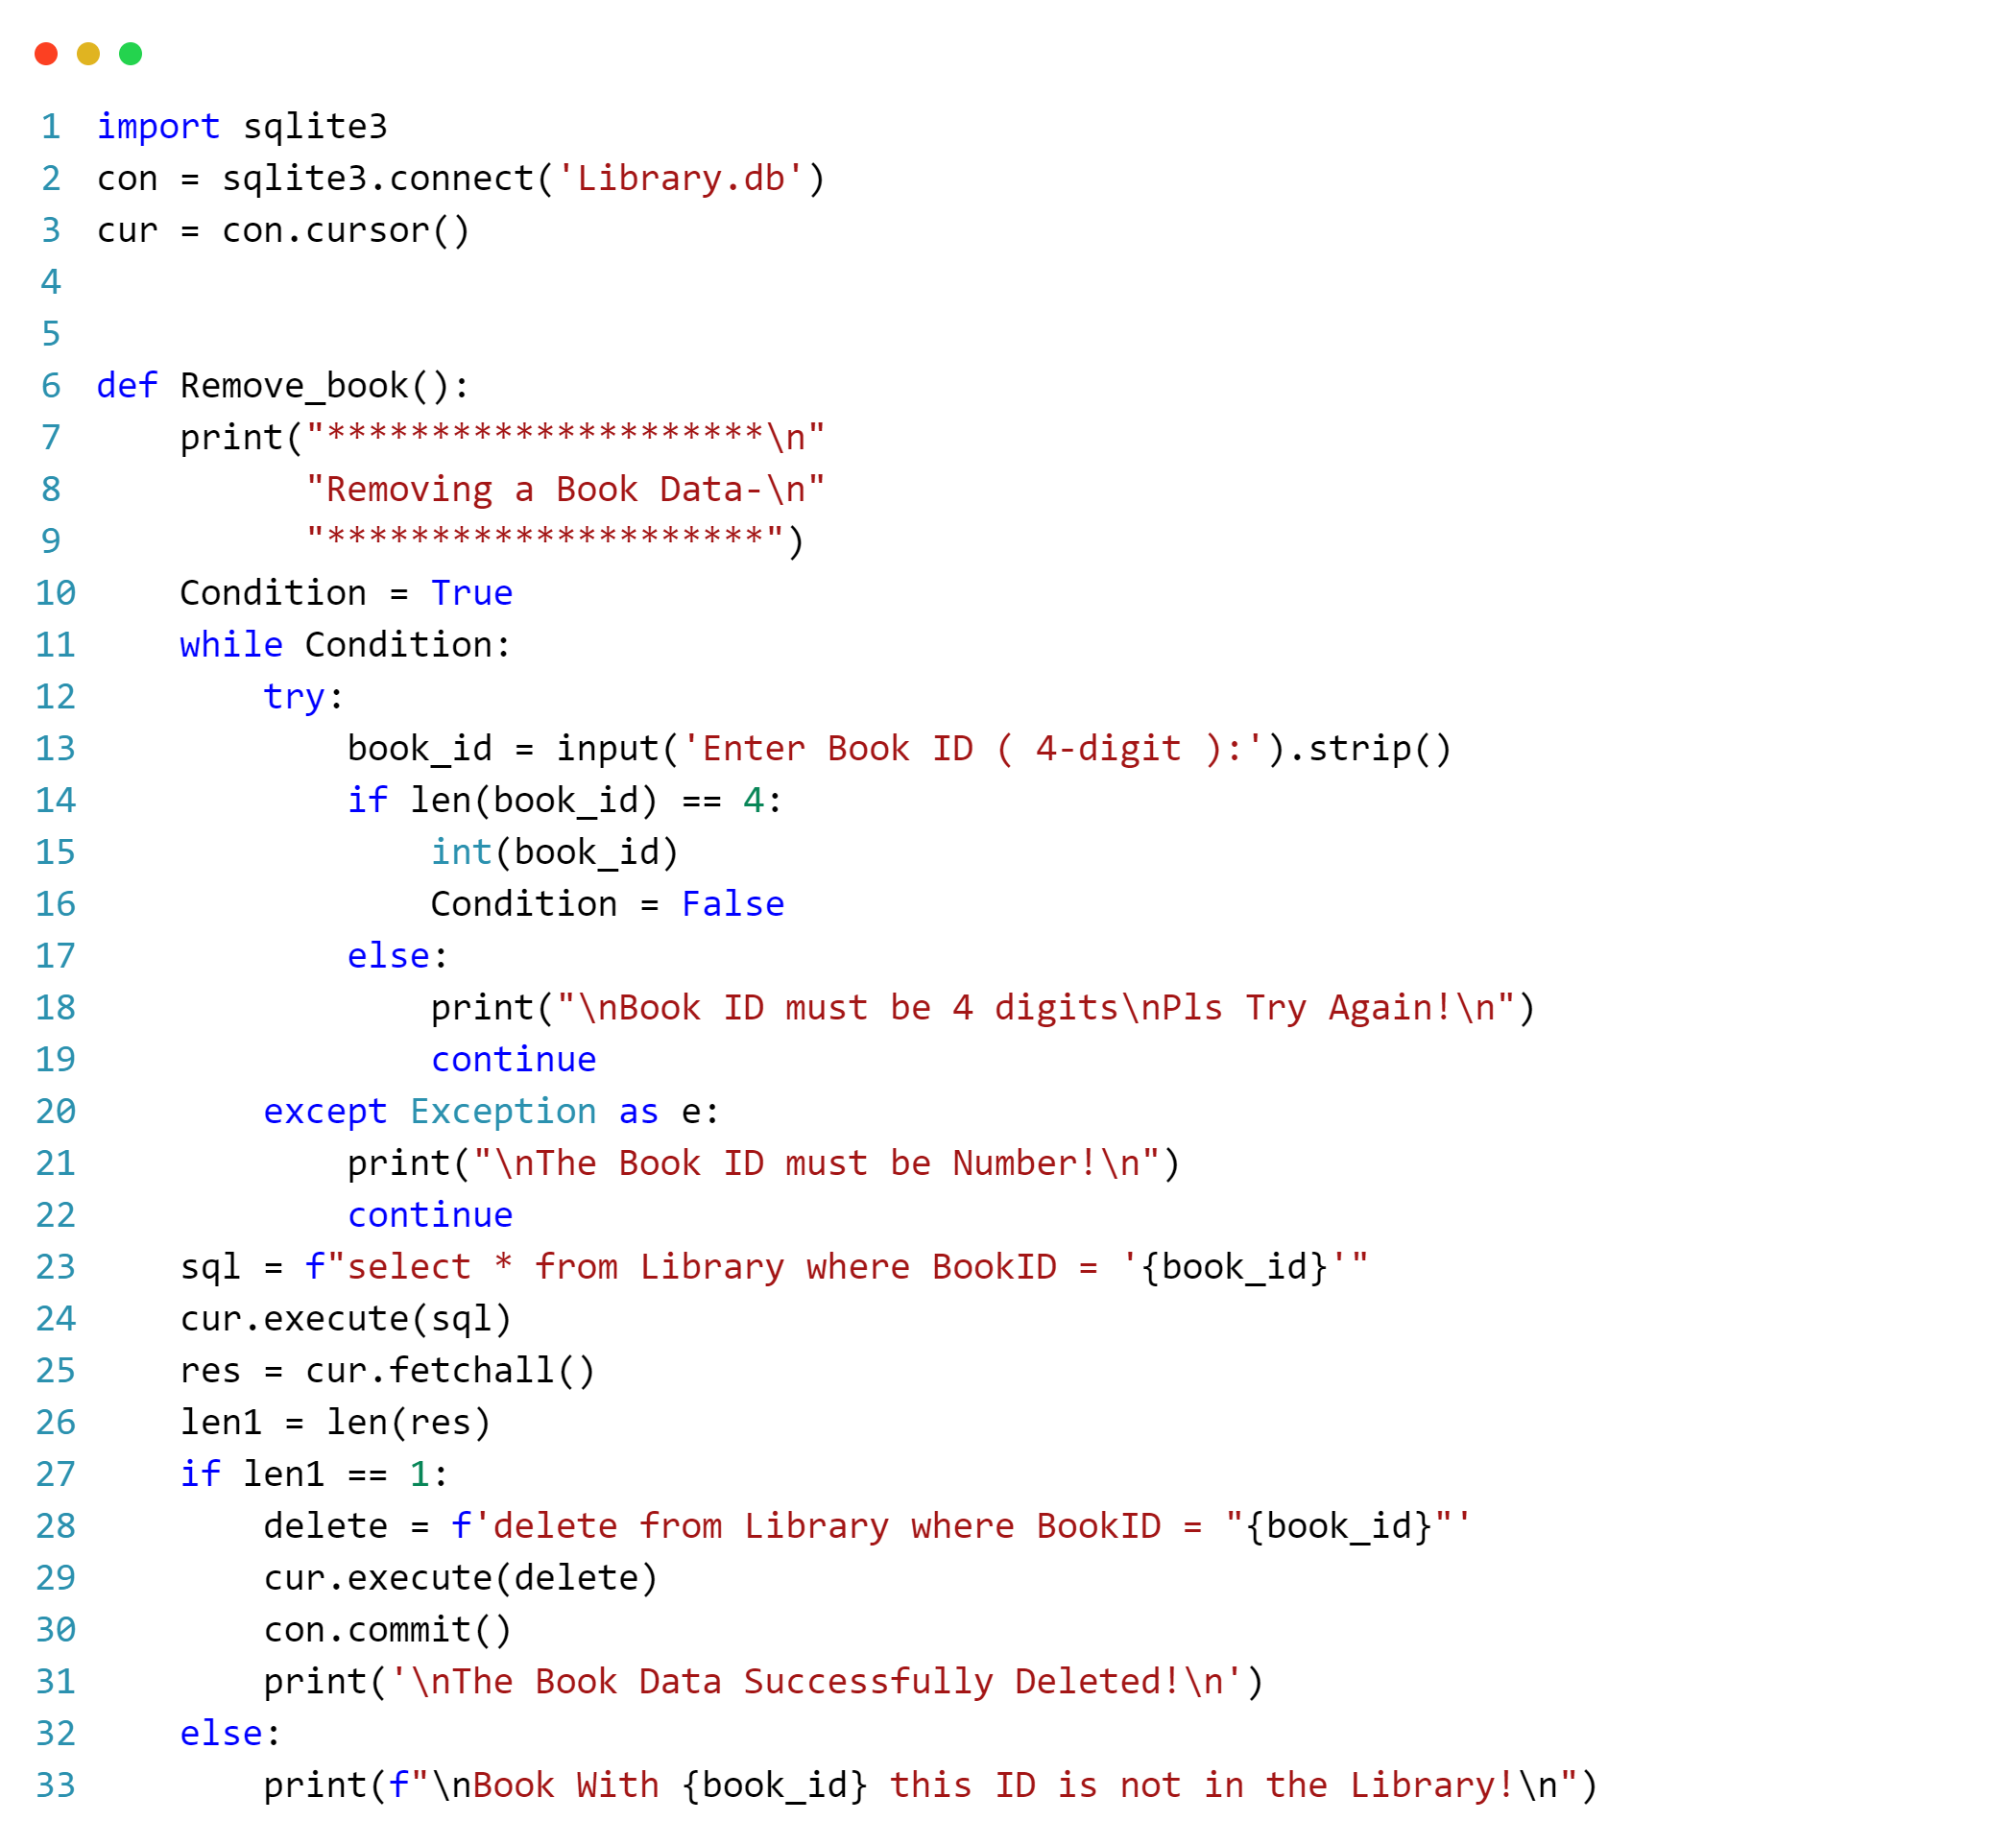 1 import sqlite3
2 con = sqlite3.connect('Library.db')
3 cur = con.cursor()
4
5
6 def Remove_book():
7     print("*********************\n"
8           "Removing a Book Data-\n"
9           "*********************")
10     Condition = True
11     while Condition:
12         try:
13             book_id = input('Enter Book ID ( 4-digit ):').strip()
14             if len(book_id) == 4:
15                 int(book_id)
16                 Condition = False
17             else:
18                 print("\nBook ID must be 4 digits\nPls Try Again!\n")
19                 continue
20         except Exception as e:
21             print("\nThe Book ID must be Number!\n")
22             continue
23     sql = f"select * from Library where BookID = '{book_id}'"
24     cur.execute(sql)
25     res = cur.fetchall()
26     len1 = len(res)
27     if len1 == 1:
28         delete = f'delete from Library where BookID = "{book_id}"'
29         cur.execute(delete)
30         con.commit()
31         print('\nThe Book Data Successfully Deleted!\n')
32     else:
33         print(f"\nBook With {book_id} this ID is not in the Library!\n")